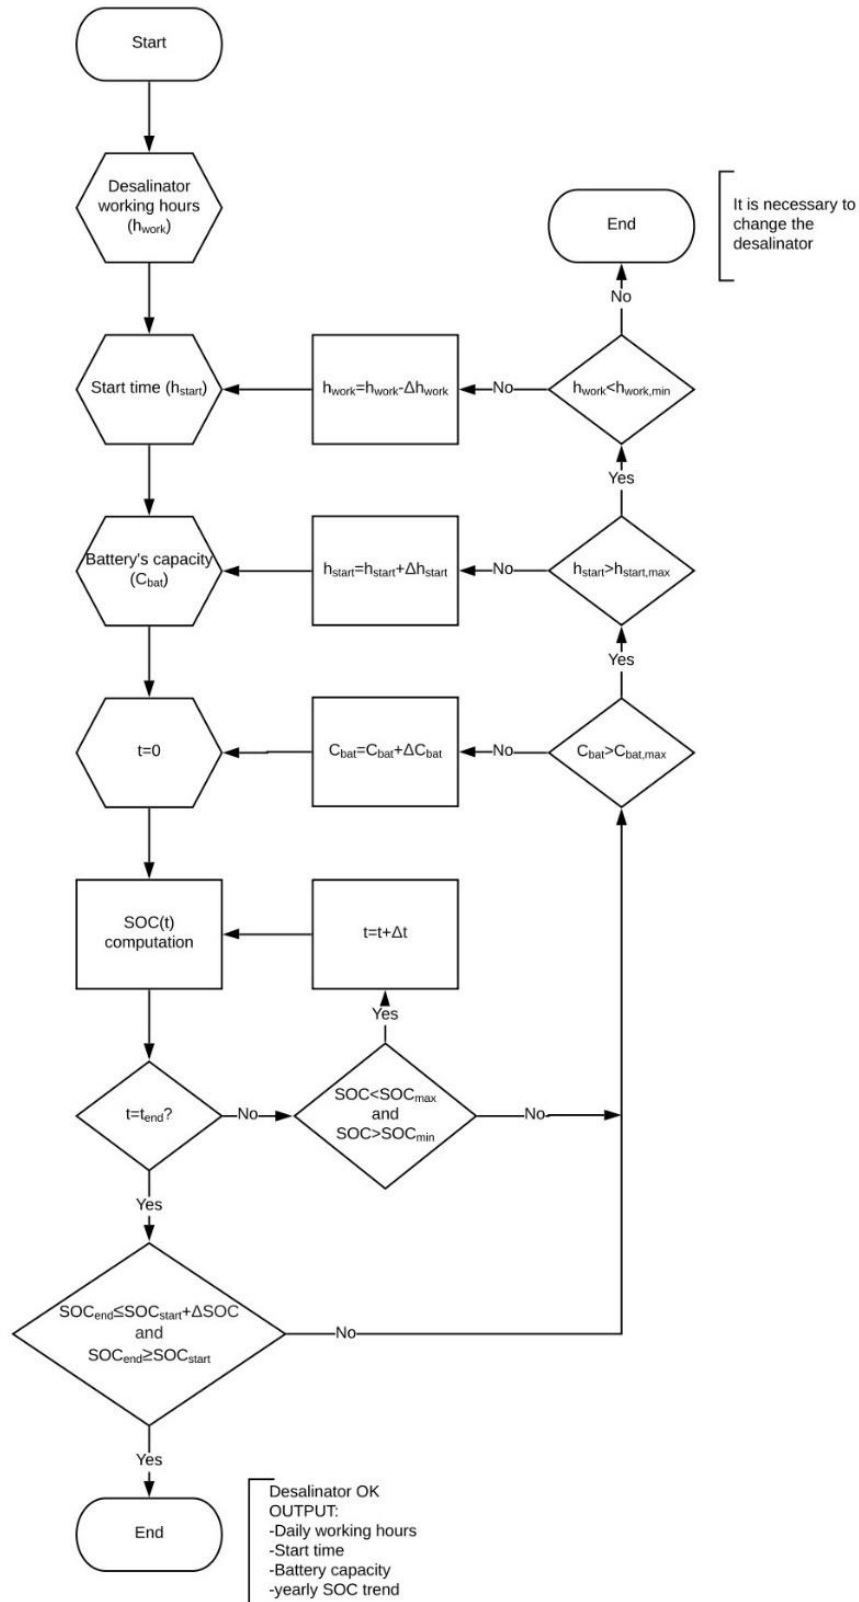 Start
Desalinator
working hours
(hwork)
It is necessary to
change the
desalinator
End
No
Start time (hstart)
hwork=hwork-Δhwork
No
hwork<hwork,min
Yes
Battery's capacity
(Cbat)
hstart=hstart+Δhstart
No
hstart>hstart,max
Yes
t=0
Cbat=Cbat+ΔCbat
No
Cbat>Cbat,max
SOC(t)
computation
t=t+Δt
Yes
t=tend?
No
SOC<SOCmax
and
SOC>SOCmin
No
Yes
SOCend≤SOCstart+ΔSOC
and
SOCend≥SOCstart
No
Yes
End
Desalinator OK
OUTPUT:
-Daily working hours
-Start time
-Battery capacity
-yearly SOC trend